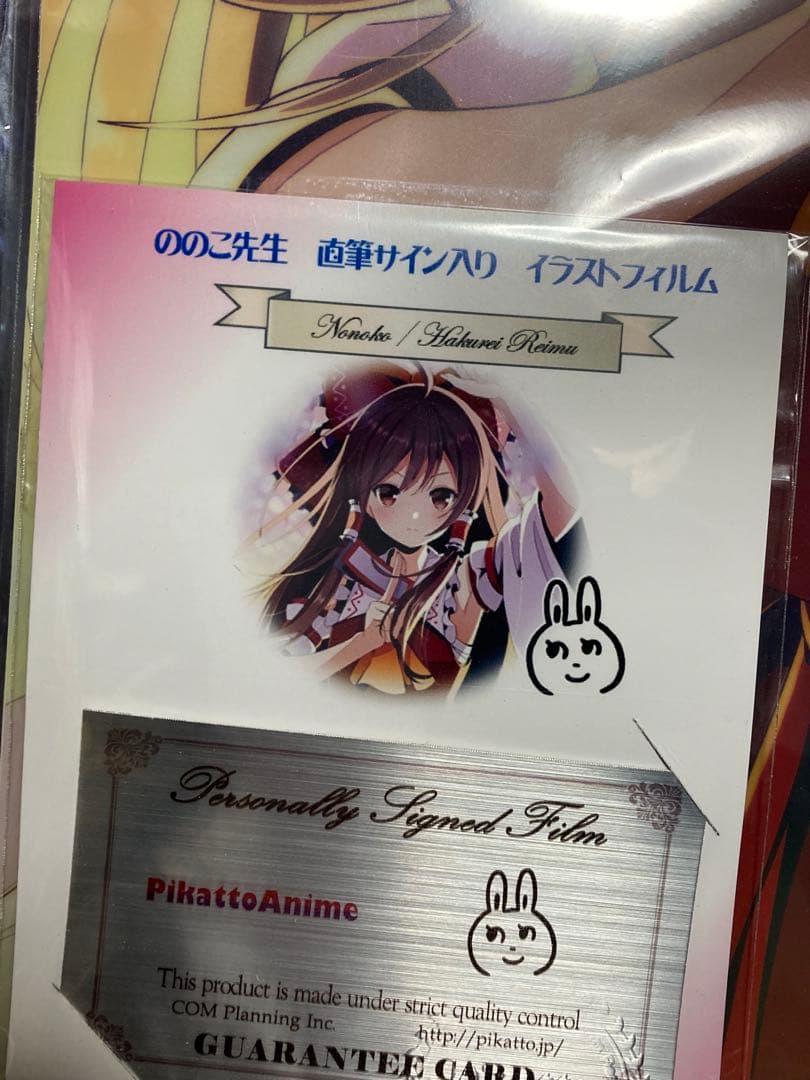 ののこ先生 直筆サイン入り イラストフィルム
Nonoko / Hakurei Reimu
Personally Signed Film
PikattoAnime
This product is made under strict quality control
COM Planning Inc.
http://pikatto.jp/
GUARANTEE CARD